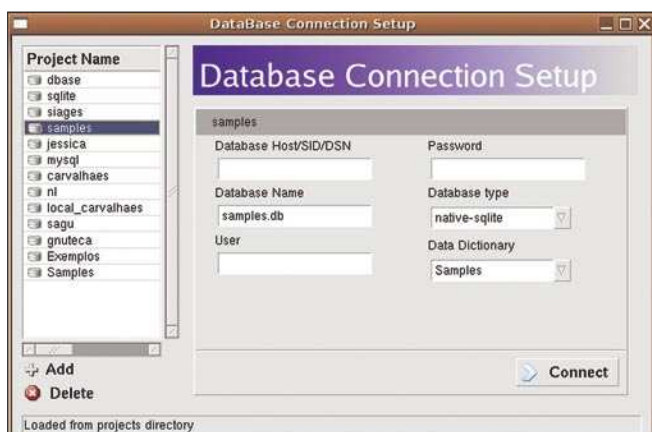 DataBase Connection Setup
Project Name
dbase
sqlite
siages
samples
jessica
mysql
carvalhaes
nl
local_carvalhaes
sagu
gnuteca
Exemplos
Samples
Add
Delete
Database Connection Setup
samples
Database Host/SID/DSN
Password
Database Name
Database type
samples.db
native-sqlite
User
Data Dictionary
Samples
Connect
Loaded from projects directory